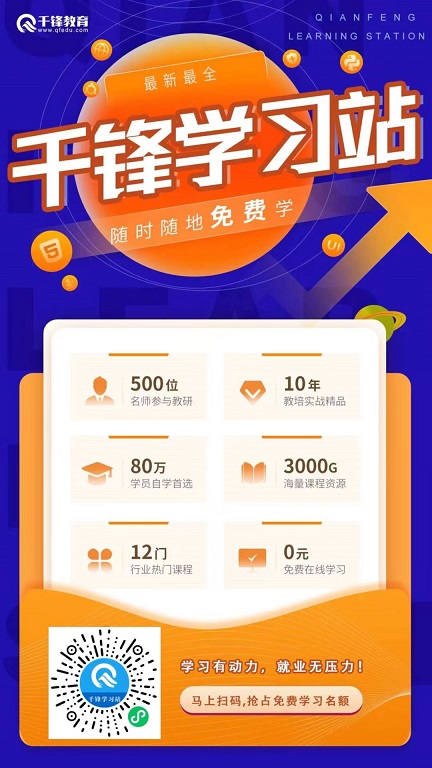 千锋教育
www.qfedu.com
QIANFENG
LEARNING STATION
最新最全
千锋学习站
随时随地免费学
500位
名师参与教研
10年
教培实战精品
80万
学员自学首选
3000G
海量课程资源
12门
行业热门课程
0元
免费在线学习
千锋学习站
学习有动力，就业无压力！
马上扫码,抢占免费学习名额